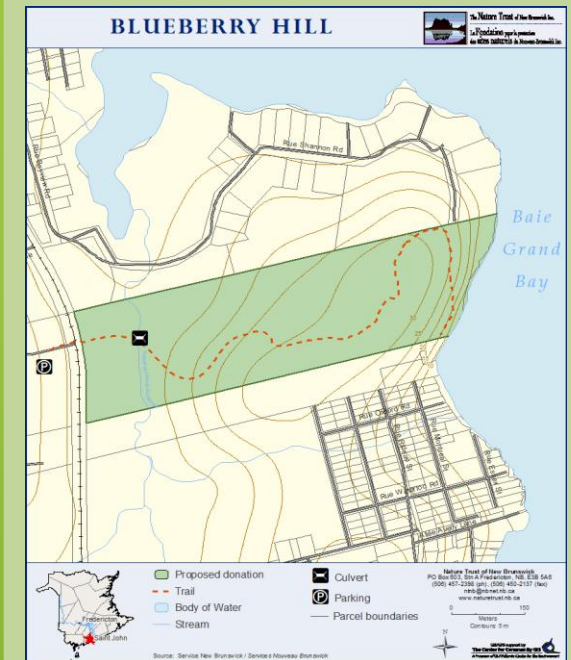 BLUEBERRY HILL
The Nature Trust of New Brunswick Inc.
La Fondation pour la protection
des sites naturels du Nouveau-Brunswick Inc.
Rue Shannon Rd
Baie
Grand
Bay
P
Rue Oxford Rd
Fredericton
Saint John
Proposed donation
Trail
Body of Water
Stream
Culvert
P Parking
Parcel boundaries
Nature Trust of New Brunswick
PO Box 603, Stn A Fredericton, NB, E3B 5A6
(506) 457-2398 (ph), (506) 450-2137 (fax)
www.naturetrust.nb.ca
0 150
Meters
Contours: 5 m
Source: Service New Brunswick / Services Nouveau Brunswick